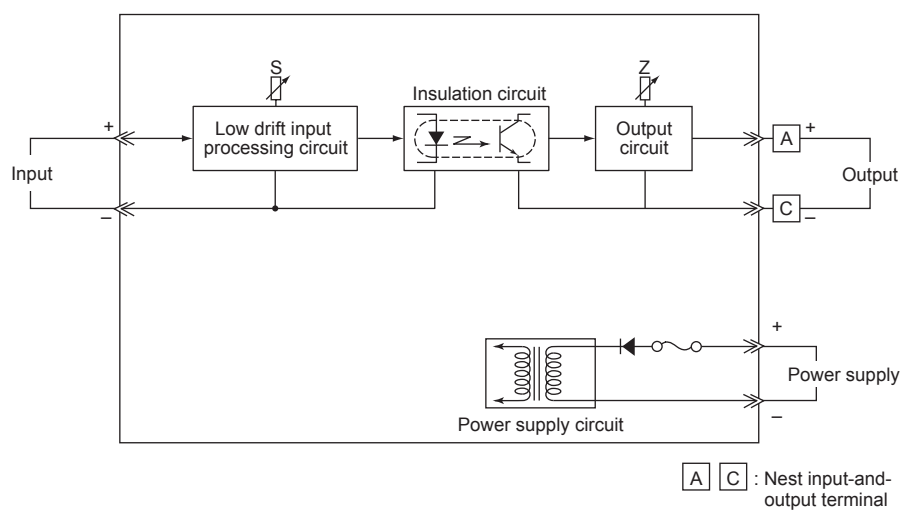 S
Z
Insulation circuit
Low drift input
processing circuit
Output
circuit
+
A
+
Input
Output
–
C
–
+
Power supply
–
Power supply circuit
A C : Nest input-and-
output terminal